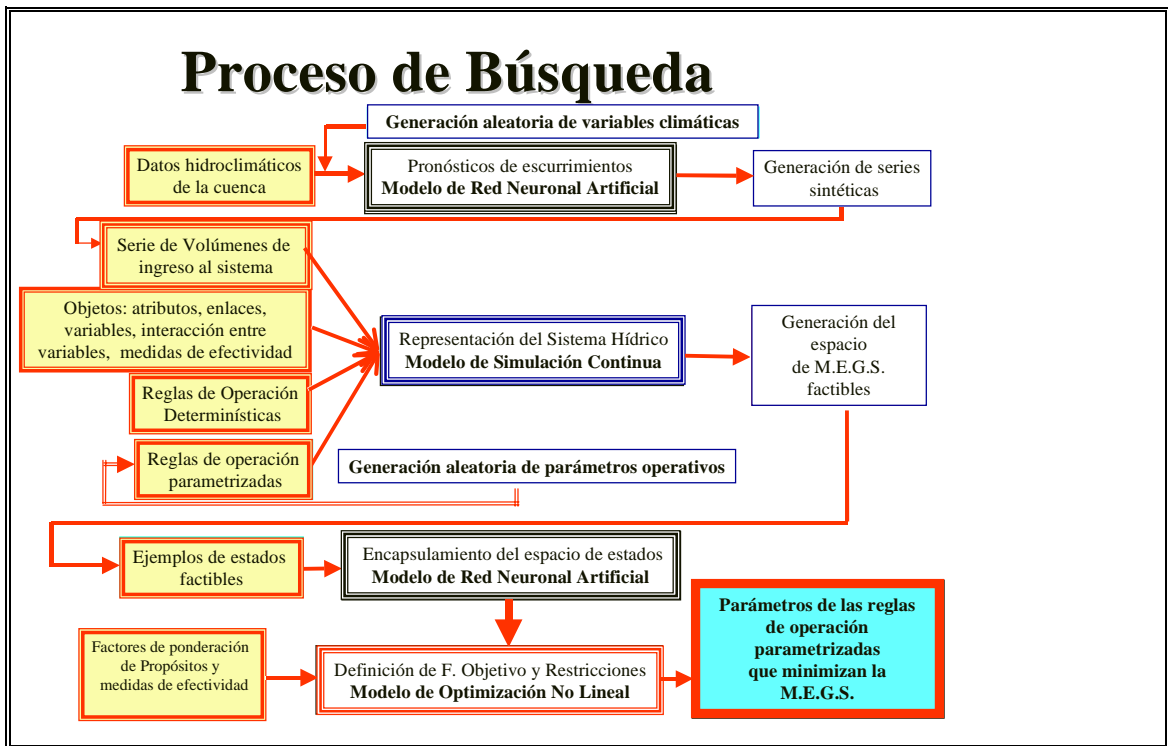 Proceso de Búsqueda
Generación aleatoria de variables climáticas
Datos hidroclimáticos
de la cuenca
Pronósticos de escurrimientos
Modelo de Red Neuronal Artificial
Generación de series
sintéticas
Serie de Volúmenes de
ingreso al sistema
Objetos: atributos, enlaces,
variables, interacción entre
variables, medidas de efectividad
Representación del Sistema Hídrico
Modelo de Simulación Continua
Generación del
espacio
de M.E.G.S.
factibles
Reglas de Operación
Determinísticas
Reglas de operación
parametrizadas
Generación aleatoria de parámetros operativos
Ejemplos de estados
factibles
Encapsulamiento del espacio de estados
Modelo de Red Neuronal Artificial
Factores de ponderación
de Propósitos y
medidas de efectividad
Definición de F. Objetivo y Restricciones
Modelo de Optimización No Lineal
Parámetros de las reglas
de operación
parametrizadas
que minimizan la
M.E.G.S.